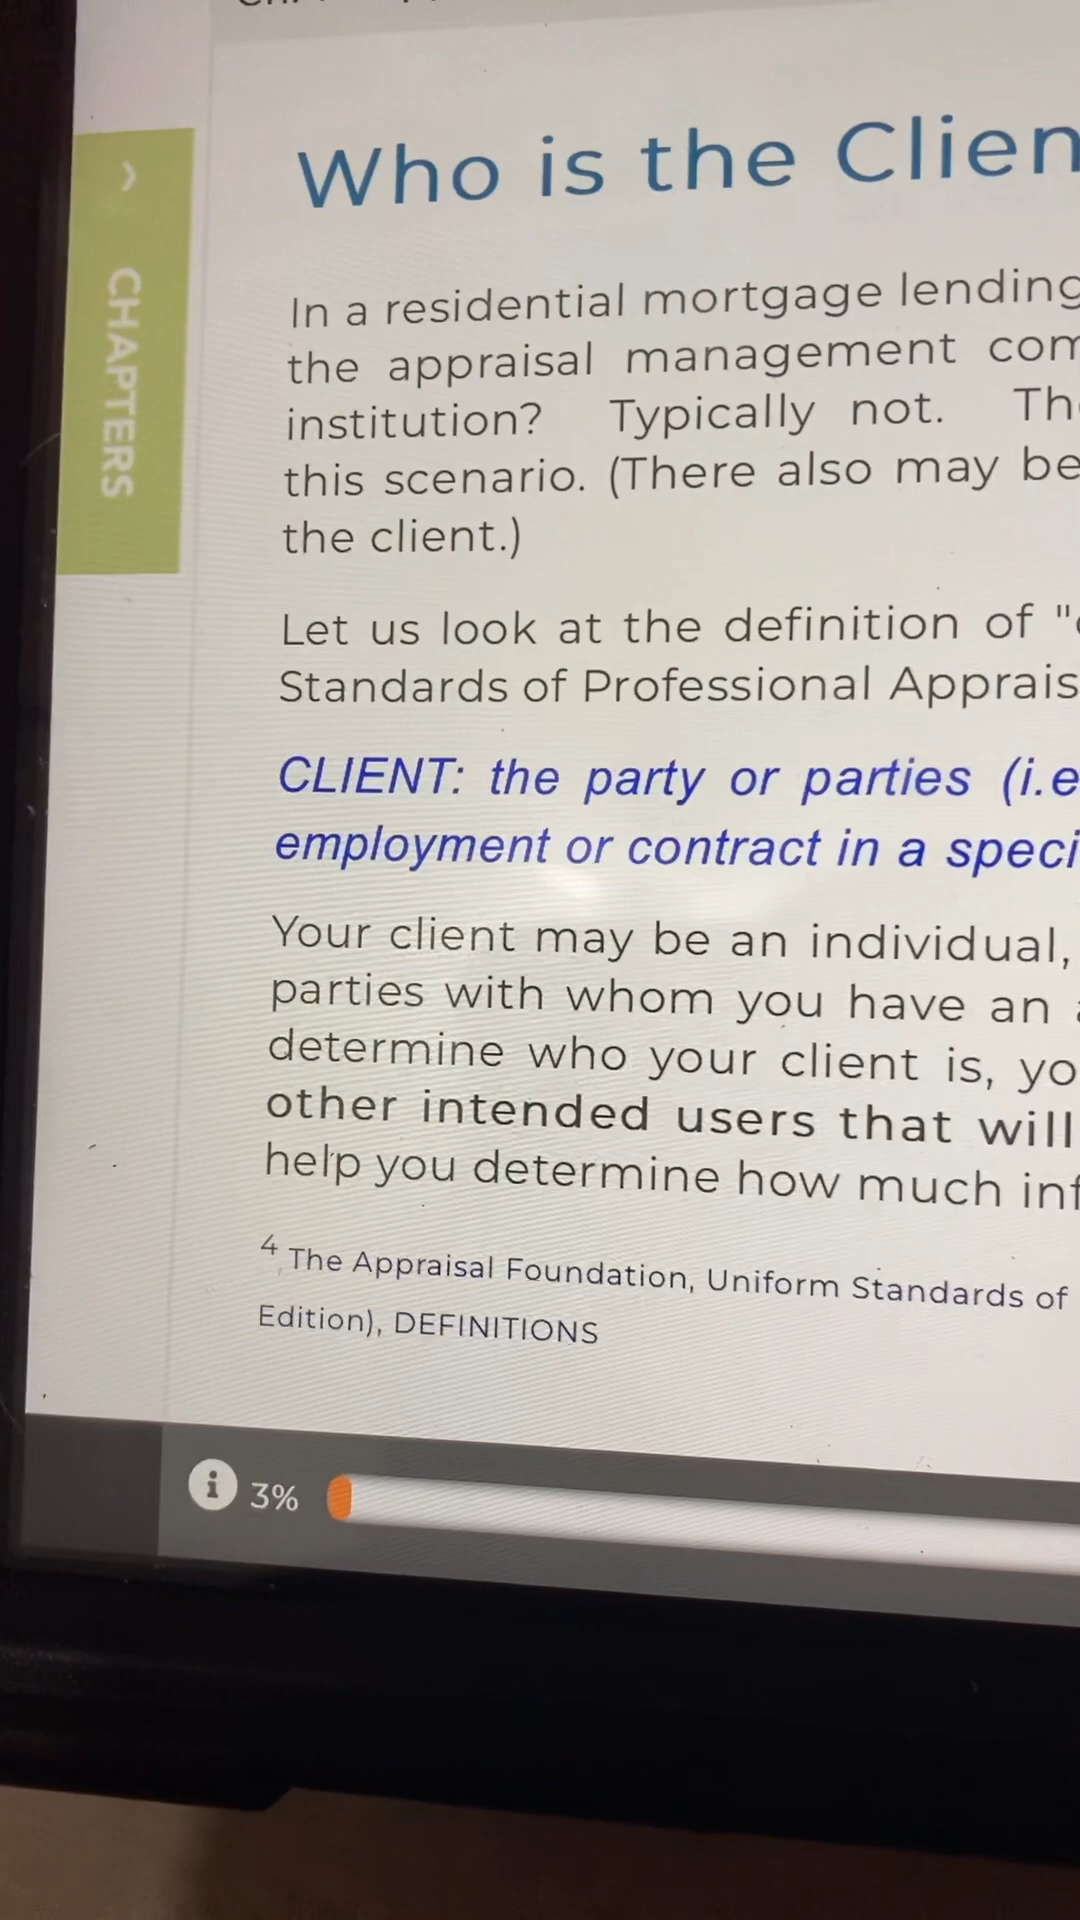 Who is the Clien
CHAPTERS
In a residential mortgage lending
the appraisal management com
institution? Typically not. Th
this scenario. (There also may be
the client.)
Let us look at the definition of "
Standards of Professional Apprais
CLIENT: the party or parties (i.e
employment or contract in a speci
Your client may be an individual,
parties with whom you have an
determine who your client is, yo
other intended users that will
help you determine how much inf
4 The Appraisal Foundation, Uniform Standards of
Edition), DEFINITIONS
3%